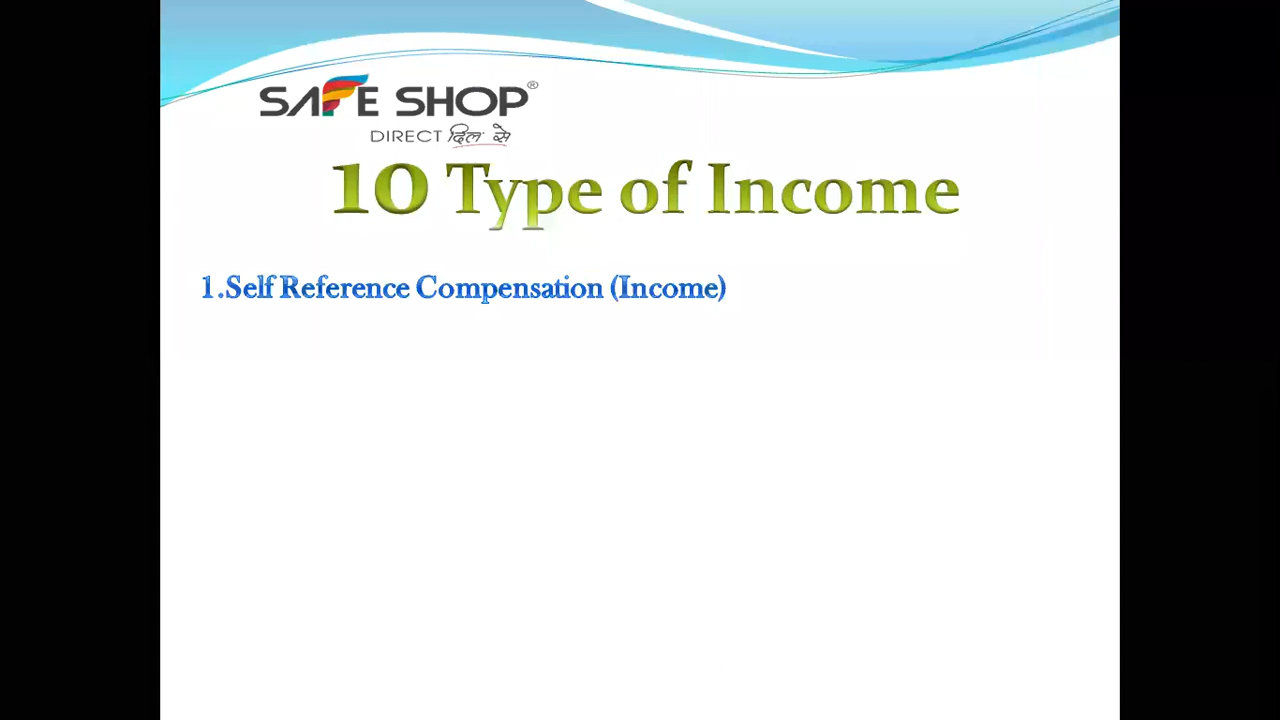 SAFE SHOP®
DIRECT दिल से
10 Type of Income
1.Self Reference Compensation (Income)